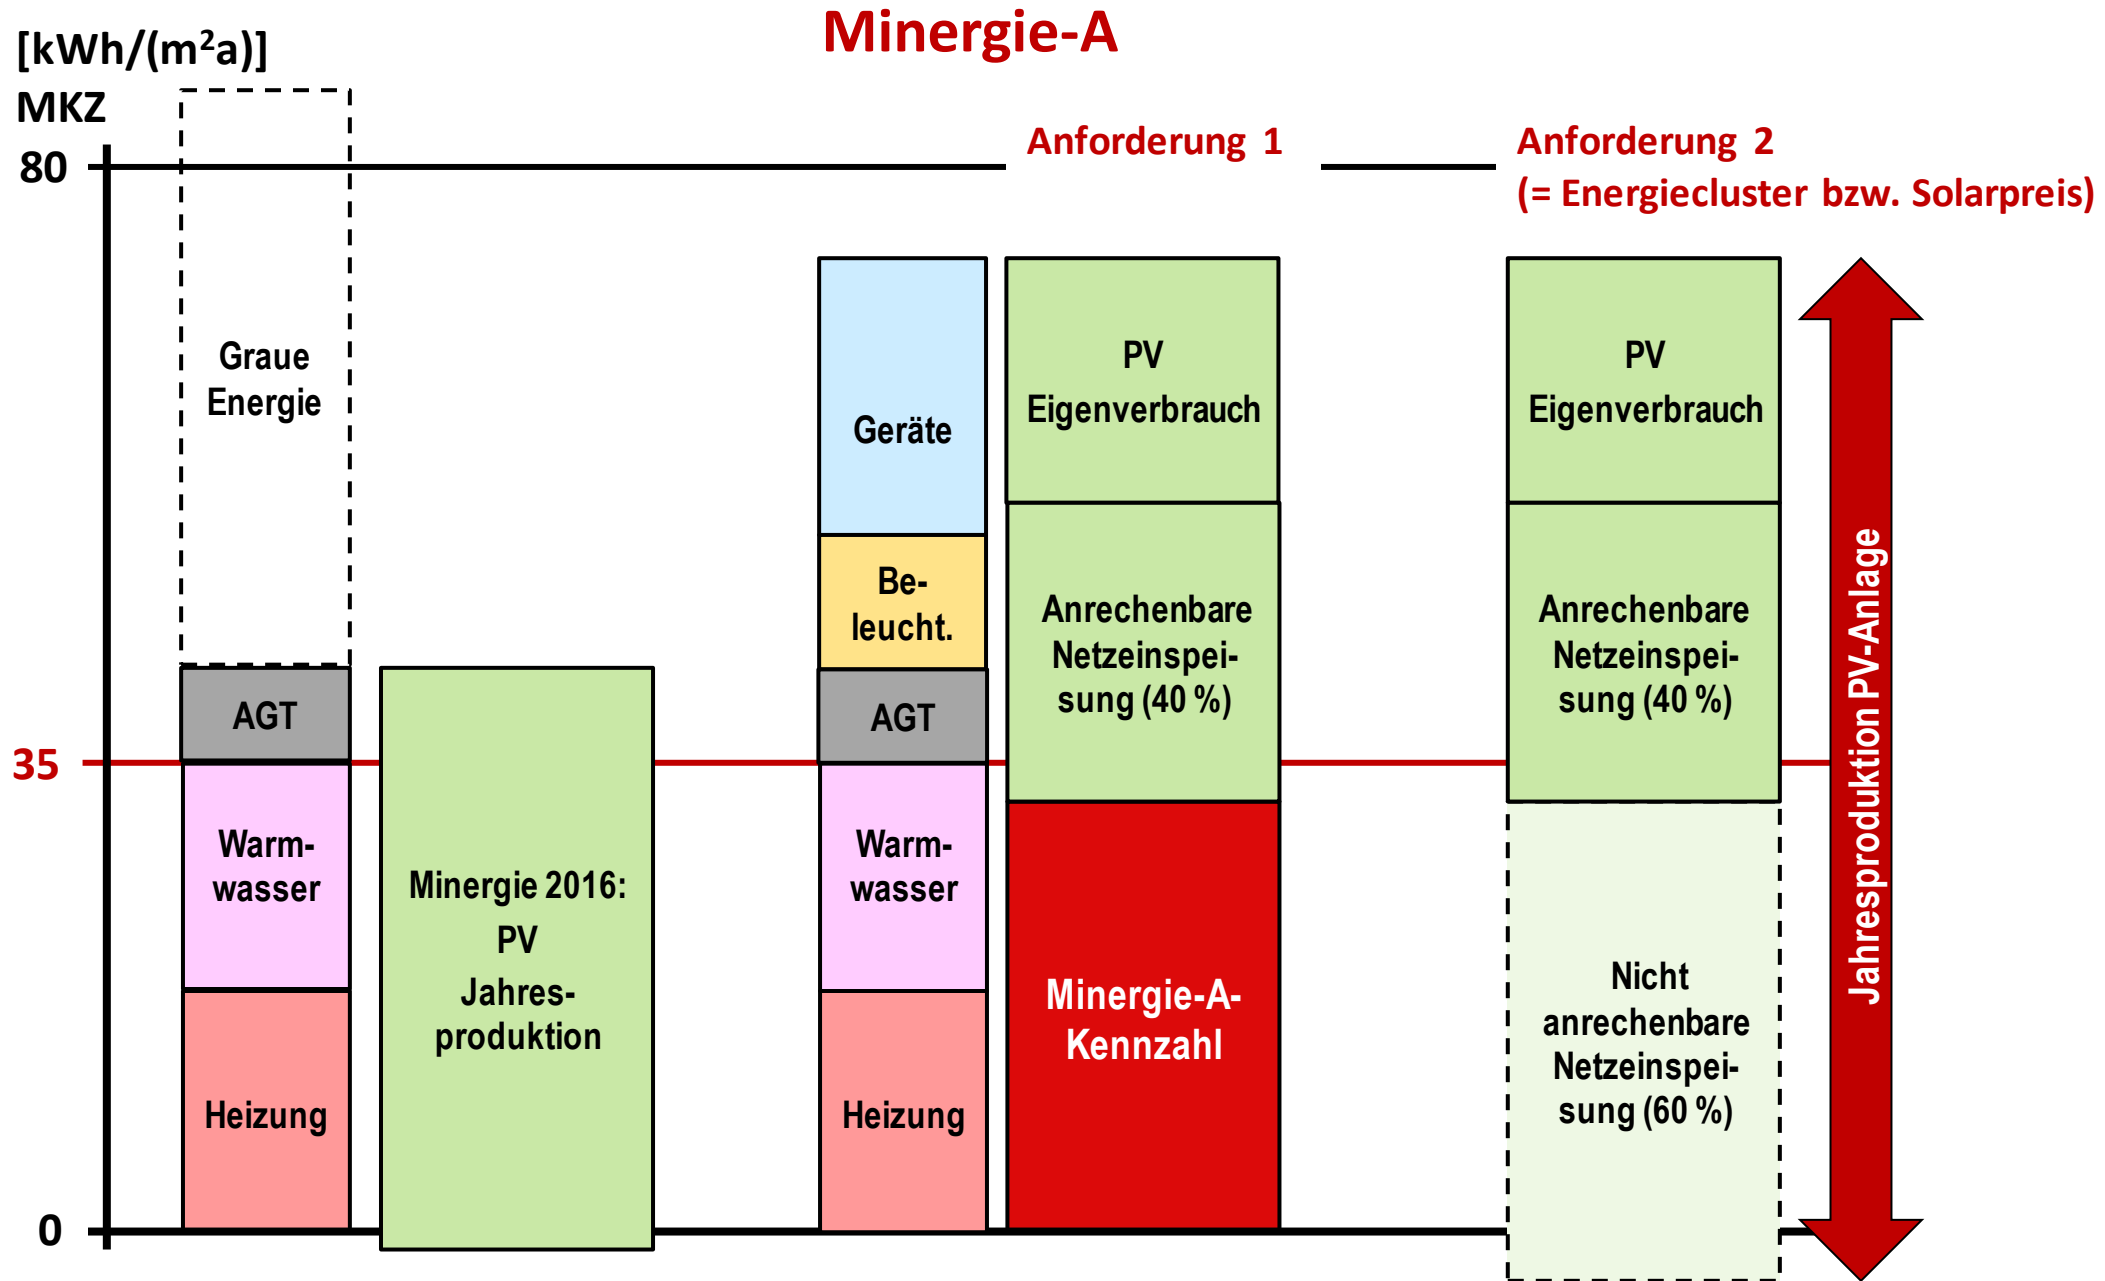 Minergie-A
[kWh/(m²a)]
MKZ
80
35
0
Anforderung 1
Anforderung 2
(= Energiecluster bzw. Solarpreis)
Graue
Energie
AGT
Warm-
wasser
Heizung
Minergie 2016:
PV
Jahres-
produktion
Geräte
Be-
leucht.
AGT
Warm-
wasser
Heizung
PV
Eigenverbrauch
Anrechenbare
Netzeinspei-
sung (40 %)
Minergie-A-
Kennzahl
PV
Eigenverbrauch
Anrechenbare
Netzeinspei-
sung (40 %)
Nicht
anrechenbare
Netzeinspei-
sung (60 %)
Jahresproduktion PV-Anlage